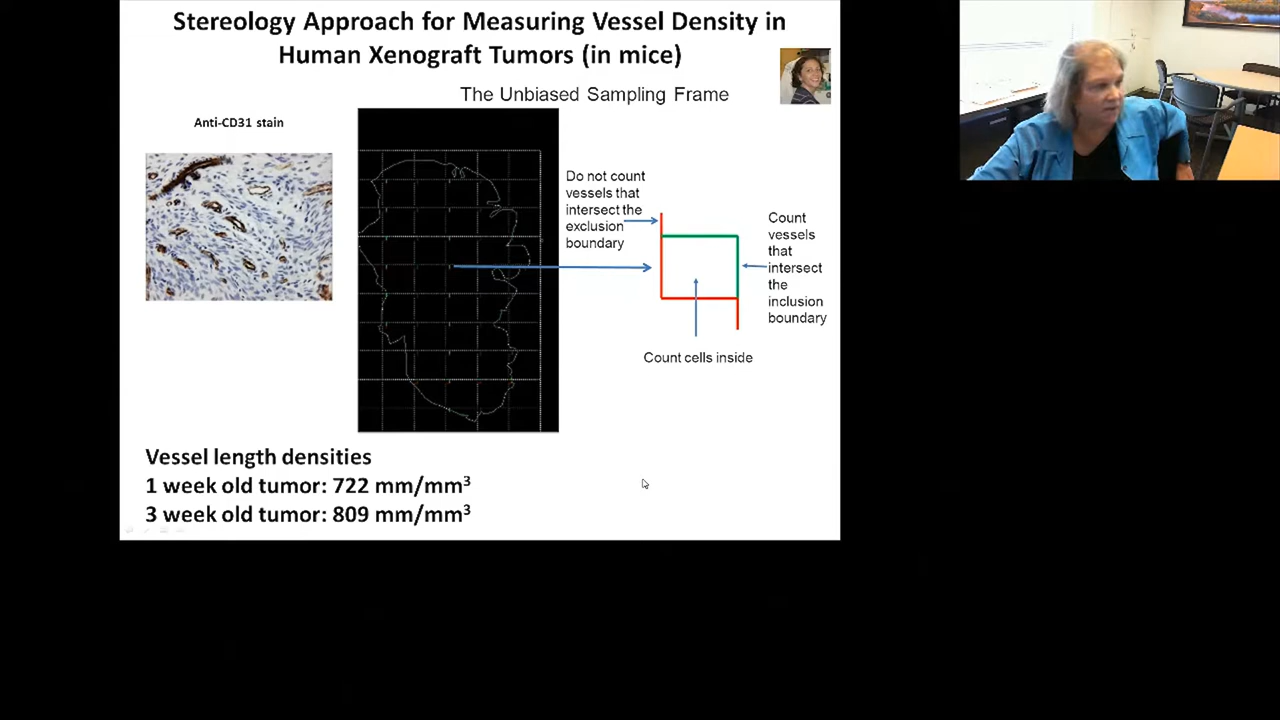 Stereology Approach for Measuring Vessel Density in
Human Xenograft Tumors (in mice)
The Unbiased Sampling Frame
Anti-CD31 stain
Do not count
vessels that
intersect the
exclusion
boundary
Count
vessels
that
intersect
the
inclusion
boundary
Count cells inside
Vessel length densities
1 week old tumor: 722 mm/mm³
3 week old tumor: 809 mm/mm³